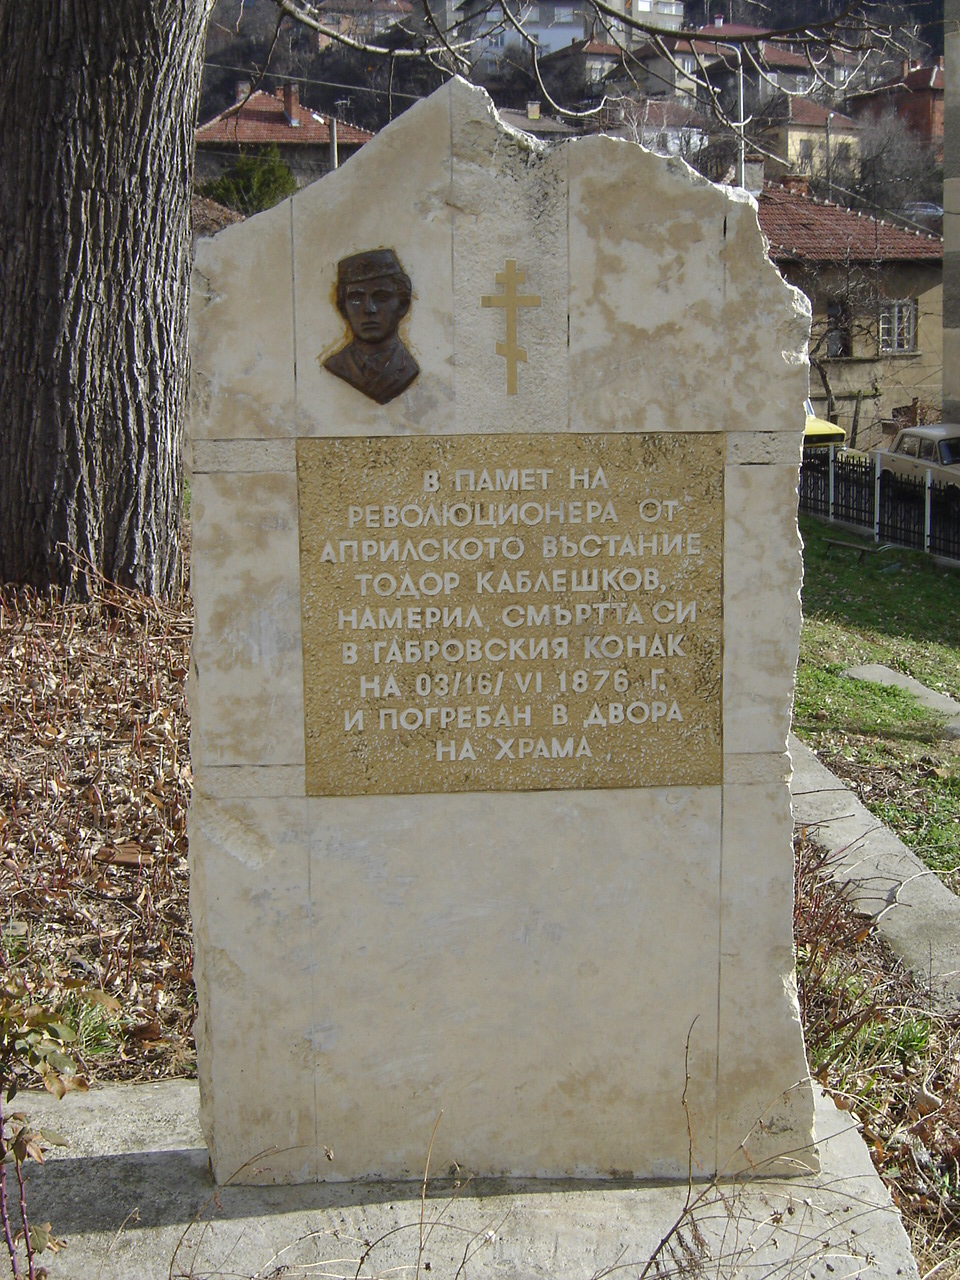 В ПАМЕТ НА
РЕВОЛЮЦИОНЕРА ОТ
АПРИЛСКОТО ВЪСТАНИЕ
ТОДОР КАБЛЕШКОВ,
НАМЕРИЛ СМЪРТТА СИ
В ГАБРОВСКИЯ КОНАК
НА 03/16/ VI 1876 Г.
И ПОГРЕБАН В ДВОРА
НА ХРАМА